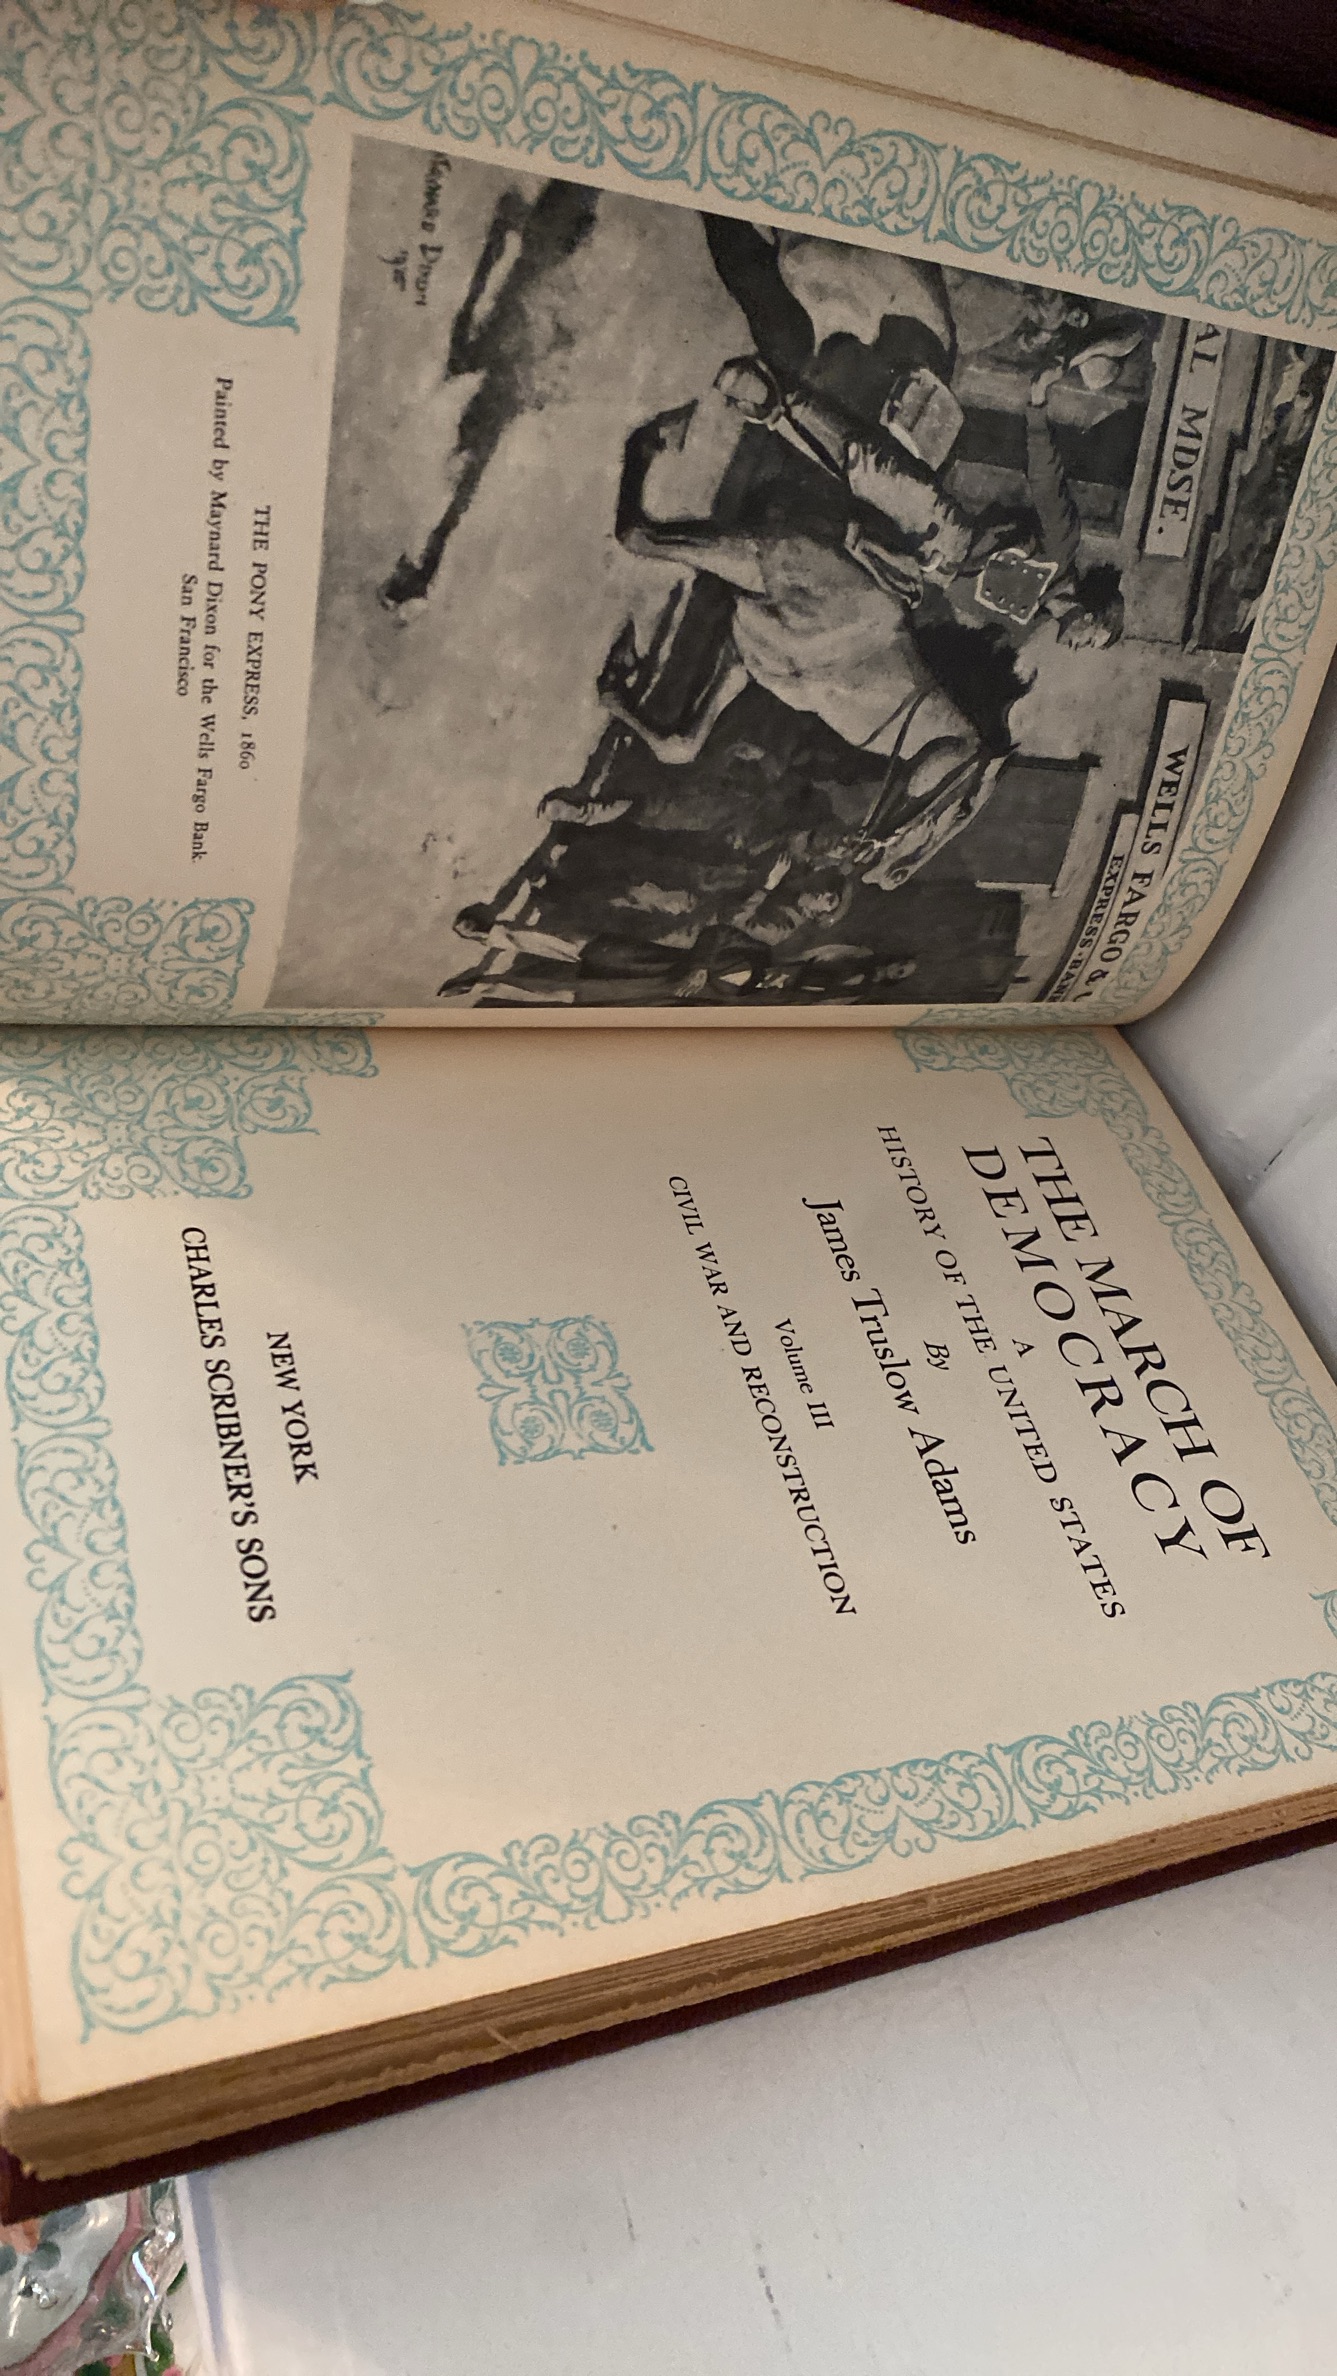 AL MDSE.
WELLS FARGO &
EXPRESS·BAN
Maynard Dixon
THE PONY EXPRESS, 1860
Painted by Maynard Dixon for the Wells Fargo Bank.
San Francisco
THE MARCH OF
DEMOCRACY
A
HISTORY OF THE UNITED STATES
By
James Truslow Adams
Volume III
CIVIL WAR AND RECONSTRUCTION
NEW YORK
CHARLES SCRIBNER'S SONS